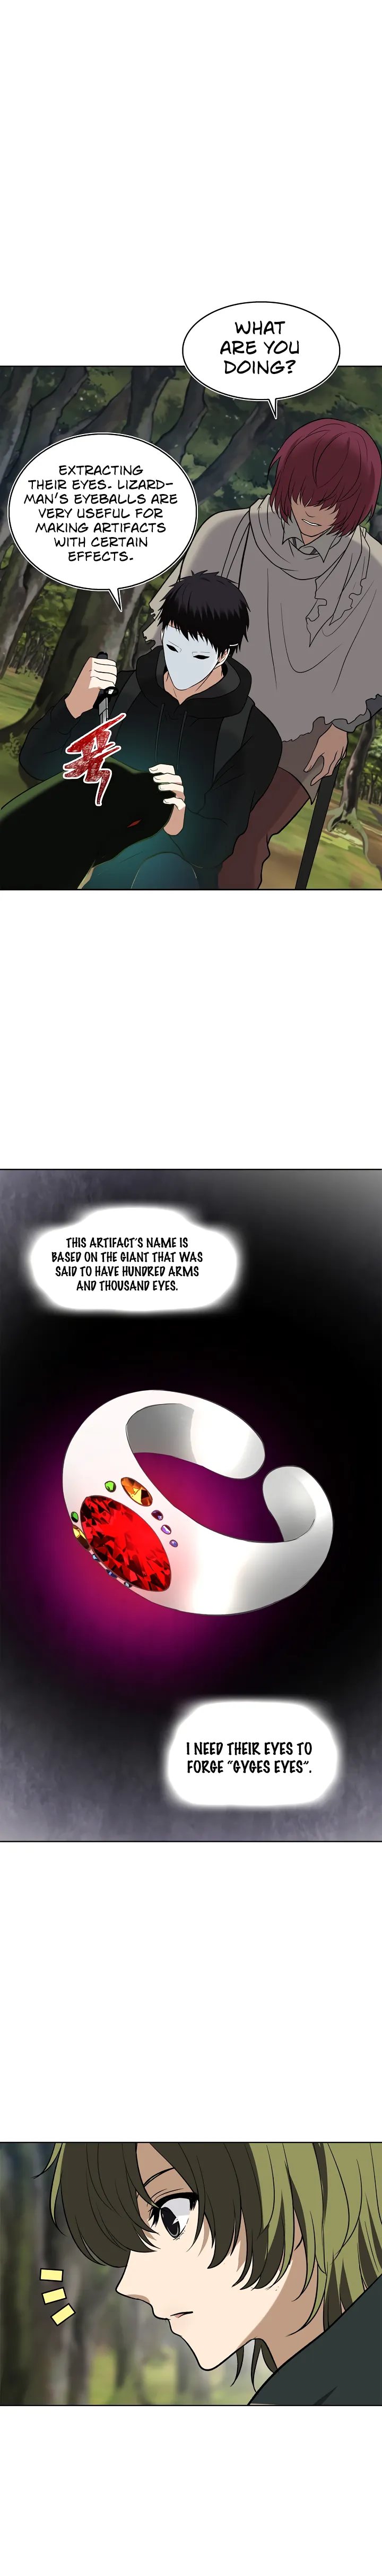 WHAT
ARE YOU
DOING?
EXTRACTING
THEIR EYES. LIZARD-
MAN'S EYEBALLS ARE
VERY USEFUL FOR
MAKING ARTIFACTS
WITH CERTAIN
EFFECTS.
THIS ARTIFACT'S NAME IS
BASED ON THE GIANT THAT WAS
SAID TO HAVE HUNDRED ARMS
AND THOUSAND EYES.
I NEED THEIR EYES TO
FORGE "GYGES EYES".